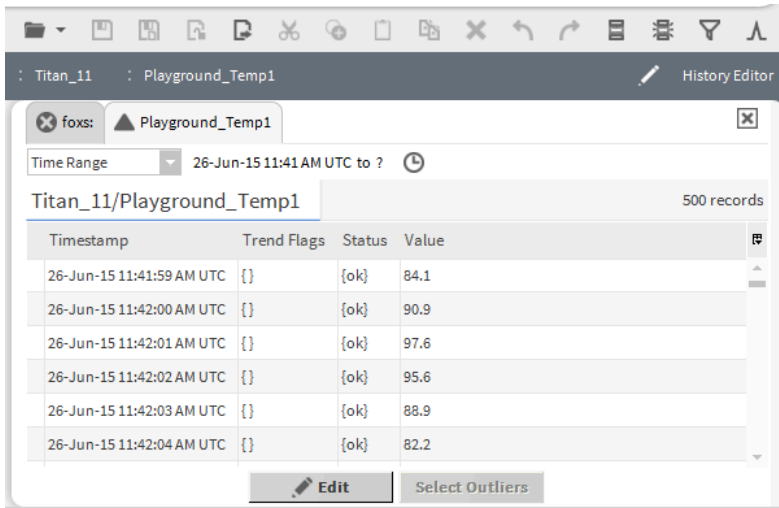 : Titan_11 : Playground_Temp1 History Editor
foxs: Playground_Temp1
Time Range 26-Jun-15 11:41 AM UTC to ?
Titan_11/Playground_Temp1 500 records
Timestamp Trend Flags Status Value
26-Jun-15 11:41:59 AM UTC {} {ok} 84.1
26-Jun-15 11:42:00 AM UTC {} {ok} 90.9
26-Jun-15 11:42:01 AM UTC {} {ok} 97.6
26-Jun-15 11:42:02 AM UTC {} {ok} 95.6
26-Jun-15 11:42:03 AM UTC {} {ok} 88.9
26-Jun-15 11:42:04 AM UTC {} {ok} 82.2
Edit Select Outliers